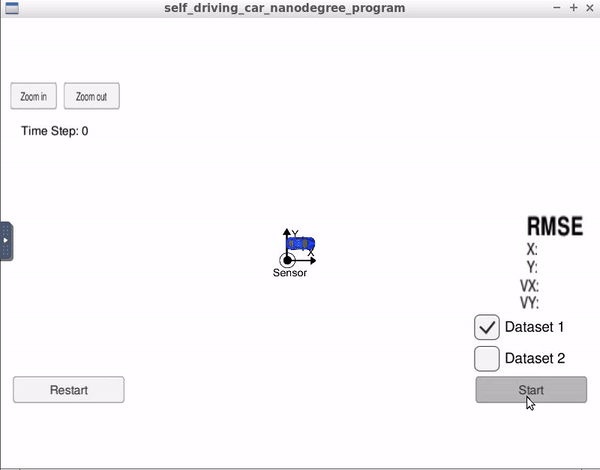 self_driving_car_nanodegree_program
Zoom in Zoom out
Time Step: 0
Y
X
Sensor
RMSE
X:
Y:
VX:
VY:
Dataset 1
Dataset 2
Restart Start